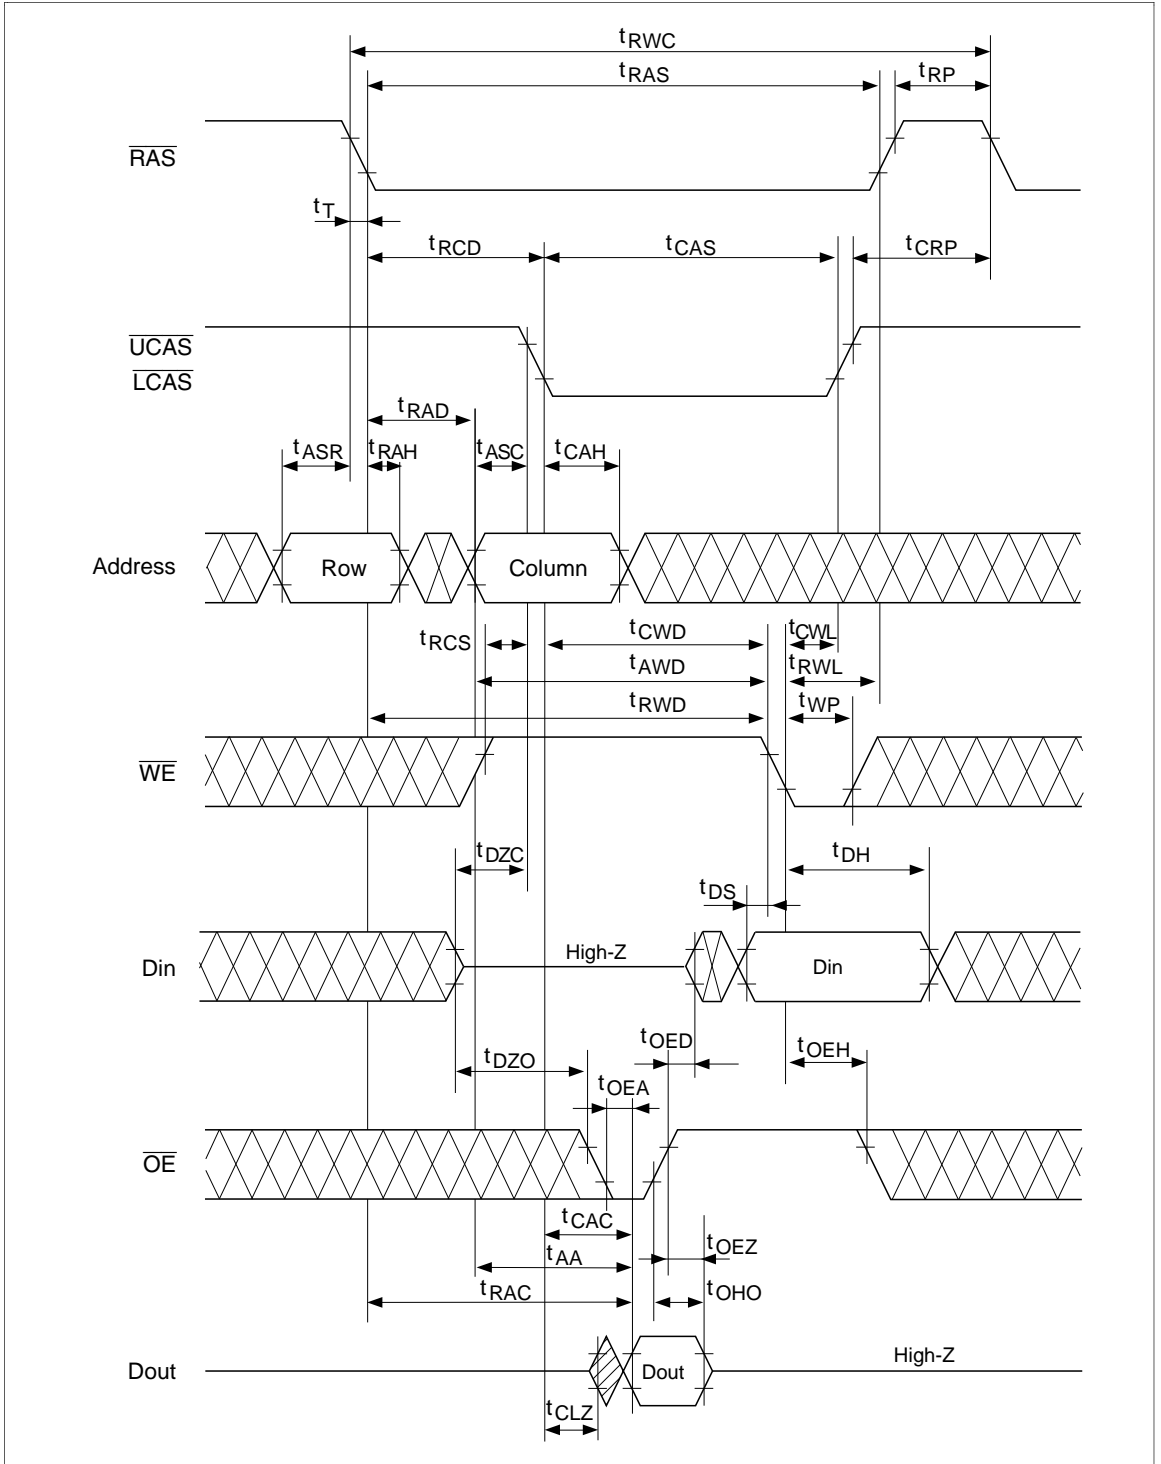 tRWC
tRAS
tRP
RAS
tT
tRCD
tCAS
tCRP
UCAS
LCAS
tRAD
tASR
tRAH
tASC
tCAH
Address
Row
Column
tRCS
tCWD
tCWL
tAWD
tRWL
tRWD
tWP
WE
tDZC
tDH
tDS
Din
High-Z
Din
tOED
tDZO
tOEH
tOEA
OE
tCAC
tOEZ
tAA
tRAC
tOHO
Dout
Dout
High-Z
tCLZ